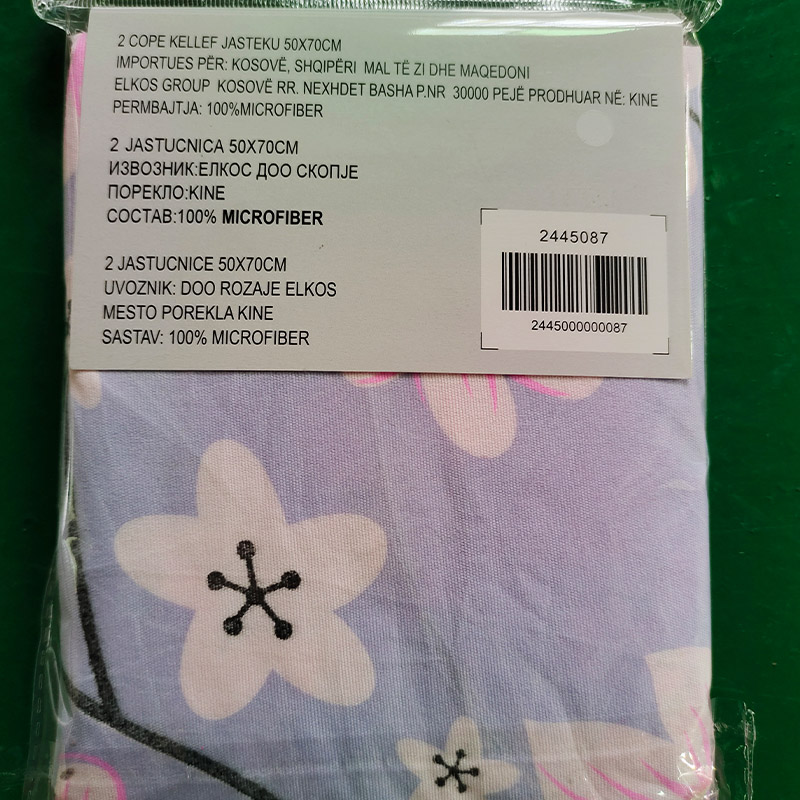 2 COPE KELLEF JASTEKU 50X70CM
IMPORTUES PËR: KOSOVË, SHQIPËRI MAL TË ZI DHE MAQEDONI
ELKOS GROUP KOSOVË RR. NEXHDET BASHA P.NR 30000 PEJË PRODHUAR NË: KINE
PERMBAJTJA: 100%MICROFIBER
2 JASTUCNICA 50X70CM
ИЗВОЗНИК:ЕЛКОС ДОО СКОПЈЕ
ПОРЕКЛО:KINE
СОСТАВ:100% MICROFIBER
2 JASTUCNICE 50X70CM
UVOZNIK: DOO ROZAJE ELKOS
MESTO POREKLA KINE
SASTAV: 100% MICROFIBER
2445087
2445000000087